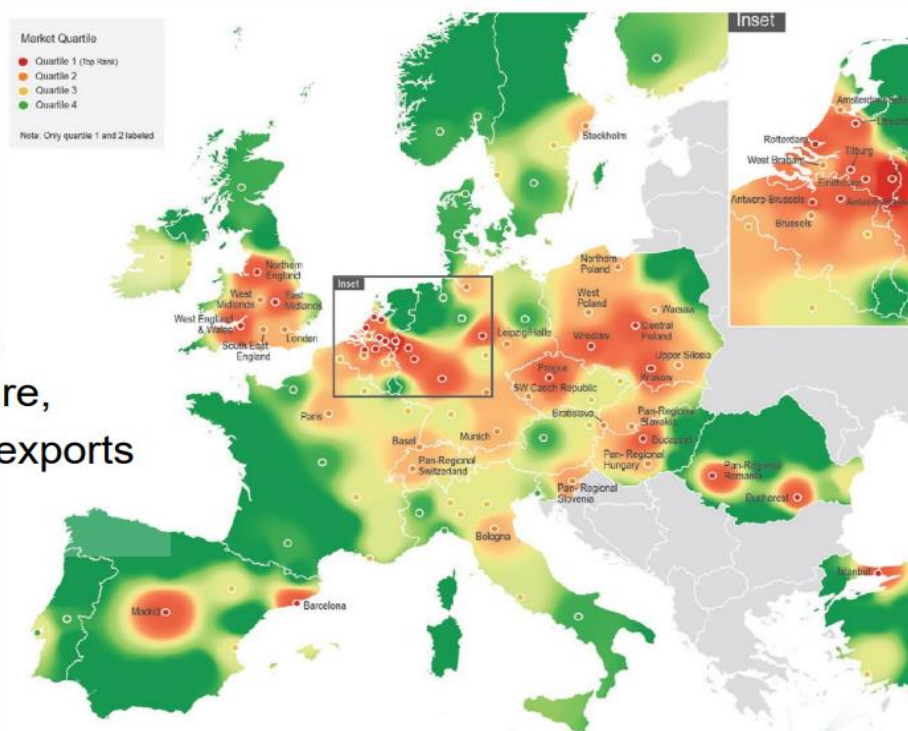 Inset
Market Quartile
Quartile 1 (Top Rank)
Quartile 2
Quartile 3
Quartile 4
Note: Only quartile 1 and 2 labeled
Stockholm
Rotterdam
Utrecht
Tilburg
West Brabant
Antwerp-Brussels
Brussels
Northern
England
West
Midlands
East
Midlands
West England
& Wales
South East
England
London
Inset
Northern
Poland
West
Poland
Warsaw
Central
Poland
Wroclaw
Upper Silesia
Krakow
Leipzig/Halle
Prague
SW Czech Republic
Bratislava
Pan-Regional
Slovakia
Budapest
Pan- Regional
Hungary
Paris
Basel
Munich
Pan-Regional
Switzerland
Pan- Regional
Slovenia
Bologna
Pan-Regional
Romania
Bucharest
Istanbul
Madrid
Barcelona
re,
exports